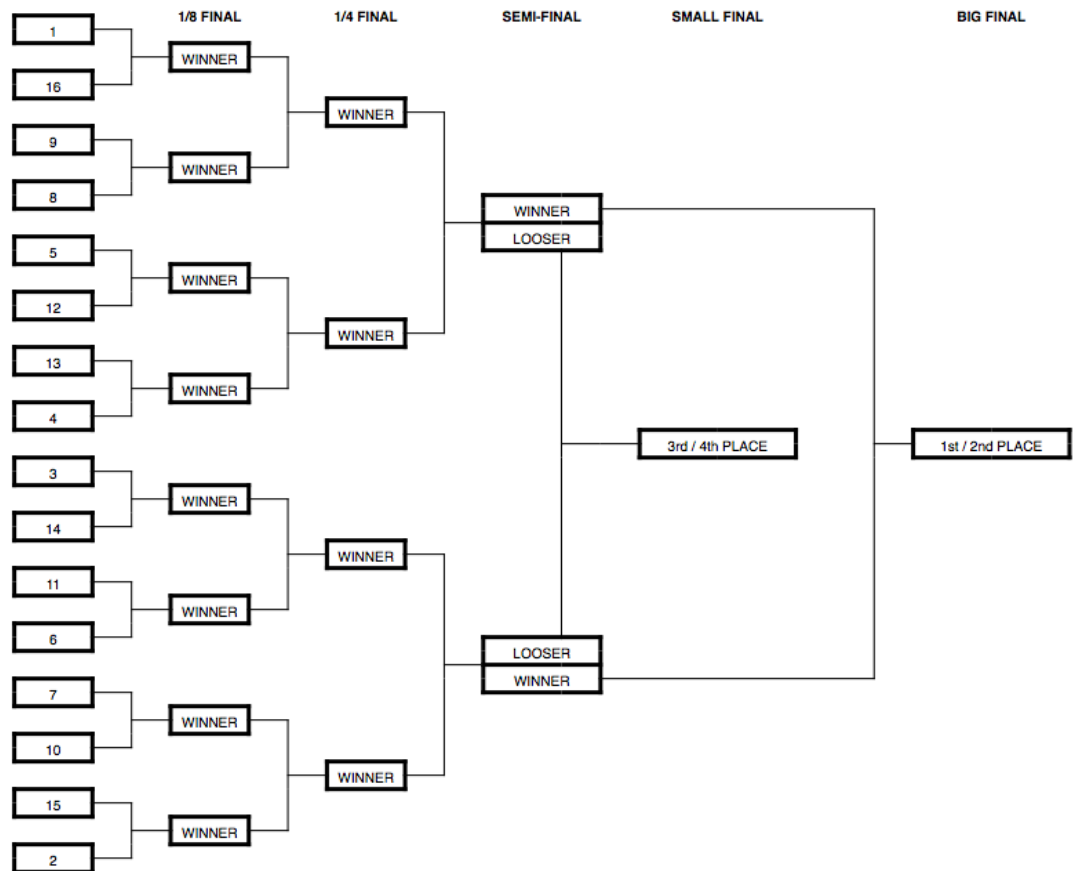 1/8 FINAL 1/4 FINAL SEMI-FINAL SMALL FINAL BIG FINAL
1
WINNER
16
WINNER
9
WINNER
8
WINNER
LOOSER
5
WINNER
12
WINNER
13
WINNER
4
3rd / 4th PLACE
1st / 2nd PLACE
3
WINNER
14
WINNER
11
WINNER
6
LOOSER
WINNER
7
WINNER
10
WINNER
15
WINNER
2